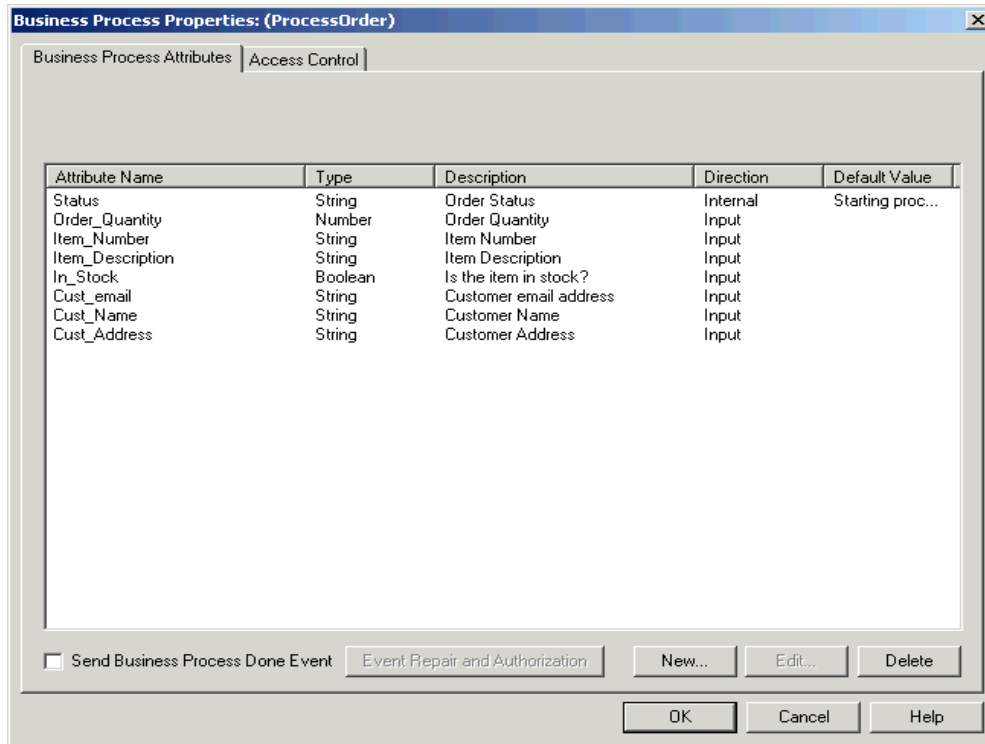 Business Process Properties: (ProcessOrder)
Business Process Attributes Access Control
Attribute Name Type Description Direction Default Value
Status String Order Status Internal Starting proc...
Order_Quantity Number Order Quantity Input
Item_Number String Item Number Input
Item_Description String Item Description Input
In_Stock Boolean Is the item in stock? Input
Cust_email String Customer email address Input
Cust_Name String Customer Name Input
Cust_Address String Customer Address Input
Send Business Process Done Event Event Repair and Authorization New... Edit... Delete
OK Cancel Help